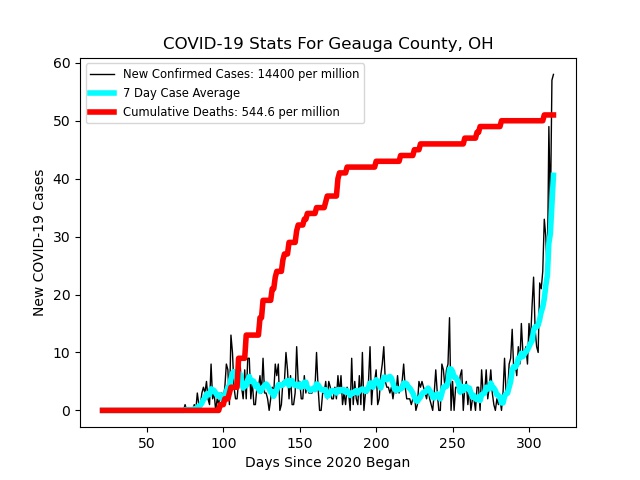 COVID-19 Stats For Geauga County, OH
New Confirmed Cases: 14400 per million
7 Day Case Average
Cumulative Deaths: 544.6 per million
New COVID-19 Cases
60
50
40
30
20
10
0
50 100 150 200 250 300
Days Since 2020 Began